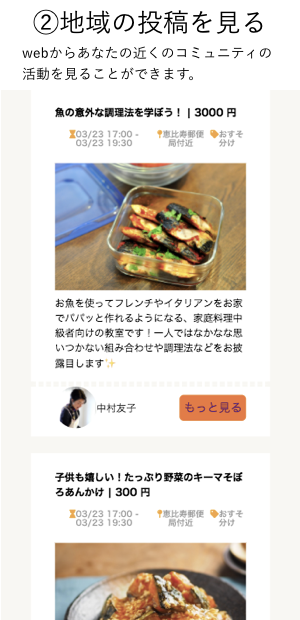 ②地域の投稿を見る
webからあなたの近くのコミュニティの
活動を見ることができます。
魚の意外な調理法を学ぼう！ | 3000 円
03/23 17:00 - 恵比寿郵便 おすそ
03/23 19:30 局付近 分け
お魚を使ってフレンチやイタリアンをお家
でパパッと作れるようになる、家庭料理中
級者向けの教室です！一人ではなかなな思
いつかない組み合わせや調理法などをお披
露目します✨
中村友子 もっと見る
子供も嬉しい！たっぷり野菜のキーマそぼ
ろあんかけ | 300 円
03/23 17:00 - 恵比寿郵便 おすそ
03/23 19:30 局付近 分け